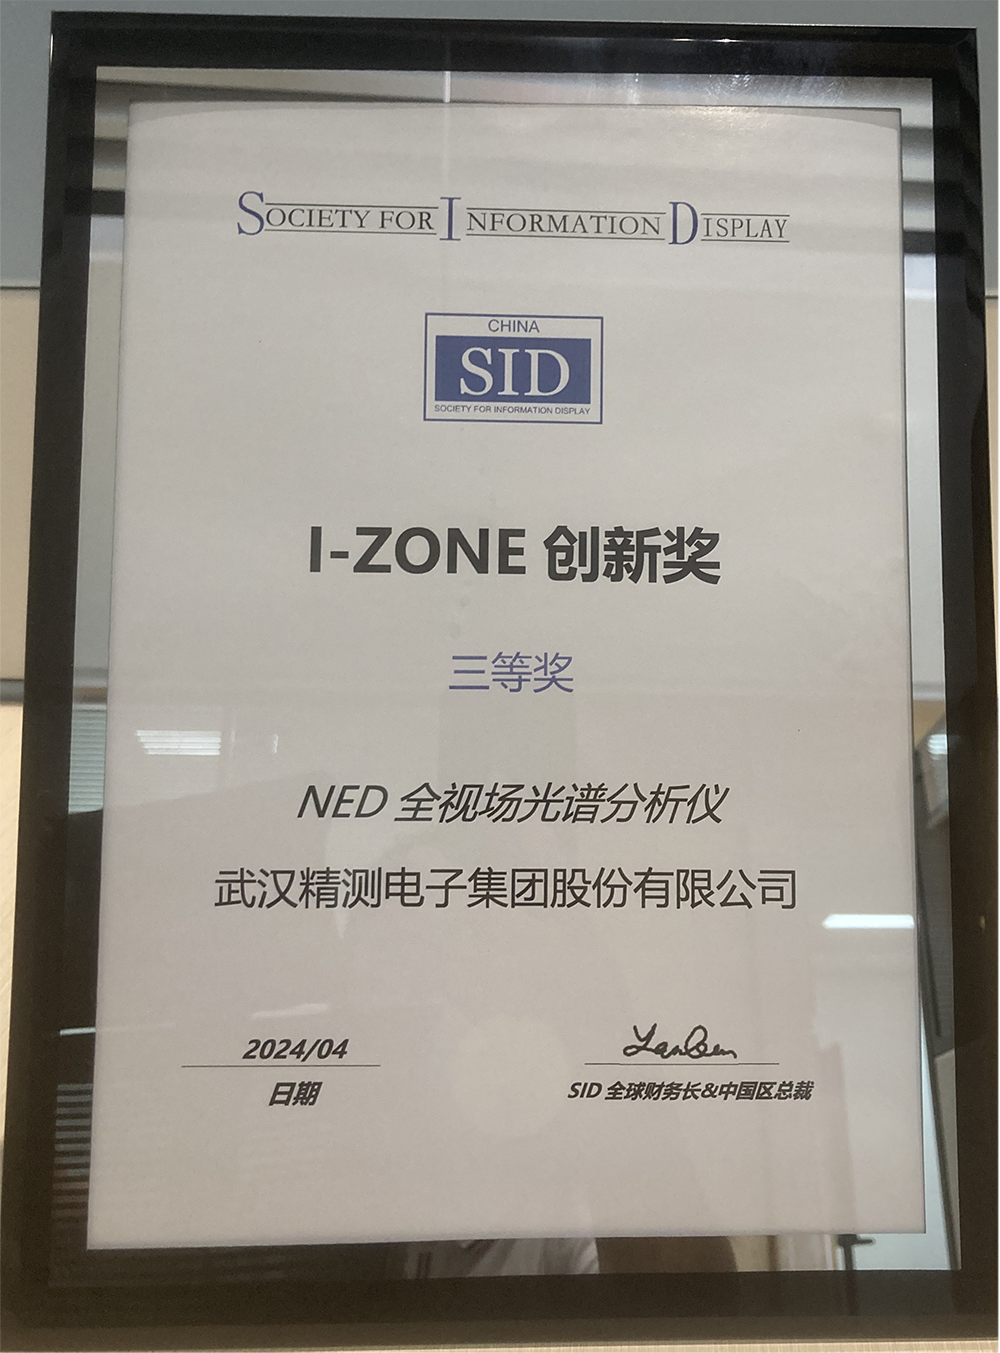 SOCIETY FOR INFORMATION DISPLAY
CHINA
SID
SOCIETY FOR INFORMATION DISPLAY
I-ZONE 创新奖
三等奖
NED 全视场光谱分析仪
武汉精测电子集团股份有限公司
2024/04
日期
SID 全球财务长&中国区总裁